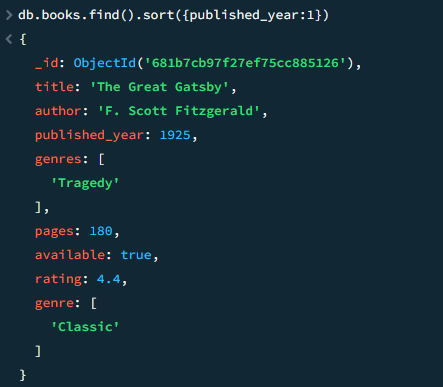 > db.books.find().sort({published_year:1})
< {
_id: ObjectId('681b7cb97f27ef75cc885126'),
title: 'The Great Gatsby',
author: 'F. Scott Fitzgerald',
published_year: 1925,
genres: [
'Tragedy'
],
pages: 180,
available: true,
rating: 4.4,
genre: [
'Classic'
]
}